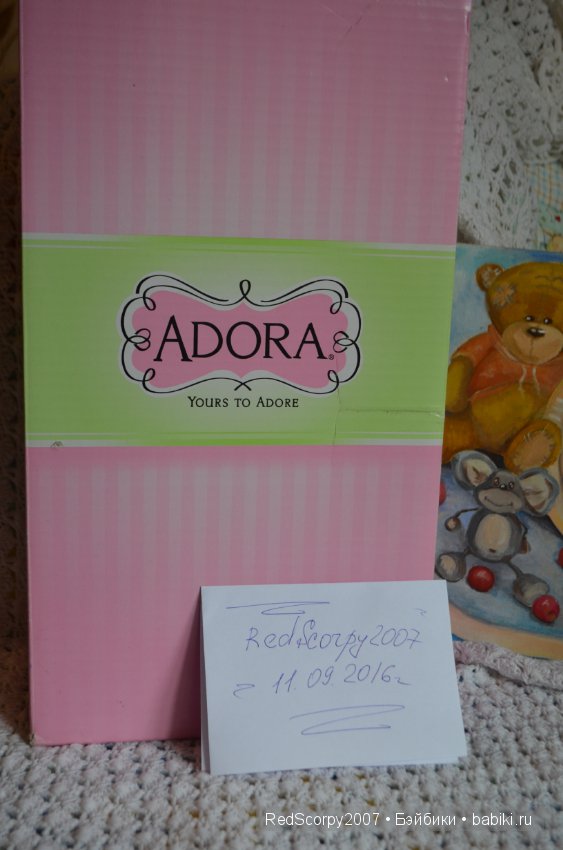 ADORA®
YOURS TO ADORE
RedScorpy2007
11.09.2016г
RedScorpy2007 • Бэйбики • babiki.ru